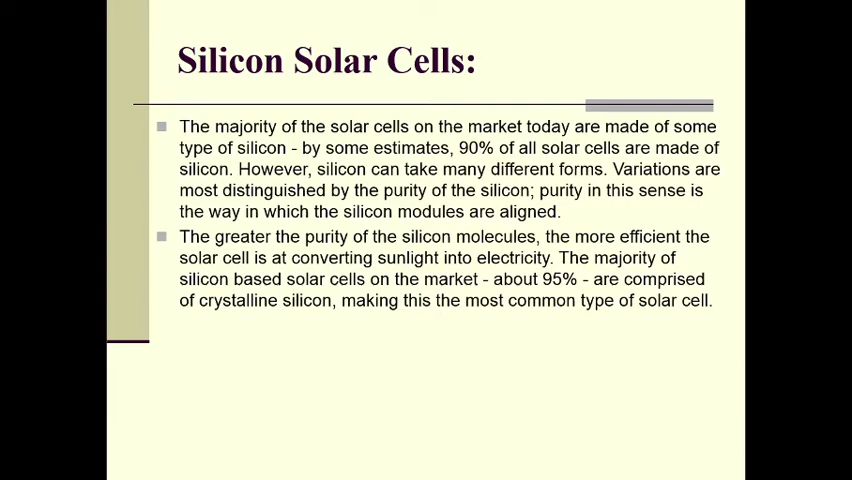 Silicon Solar Cells:
The majority of the solar cells on the market today are made of some
type of silicon - by some estimates, 90% of all solar cells are made of
silicon. However, silicon can take many different forms. Variations are
most distinguished by the purity of the silicon; purity in this sense is
the way in which the silicon modules are aligned.
The greater the purity of the silicon molecules, the more efficient the
solar cell is at converting sunlight into electricity. The majority of
silicon based solar cells on the market - about 95% - are comprised
of crystalline silicon, making this the most common type of solar cell.